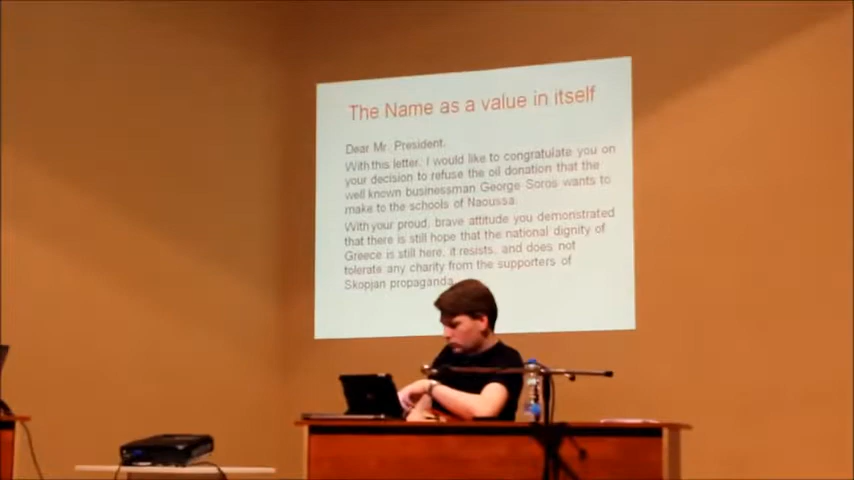 The Name as a value in itself
Dear Mr. President.
With this letter, I would like to congratulate you on
your decision to refuse the oil donation that the
well known businessman George Soros wants to
make to the schools of Naoussa.
With your proud, brave attitude you demonstrated
that there is still hope that the national dignity of
Greece is still here, it resists, and does not
tolerate any charity from the supporters of
Skopjan propaganda.